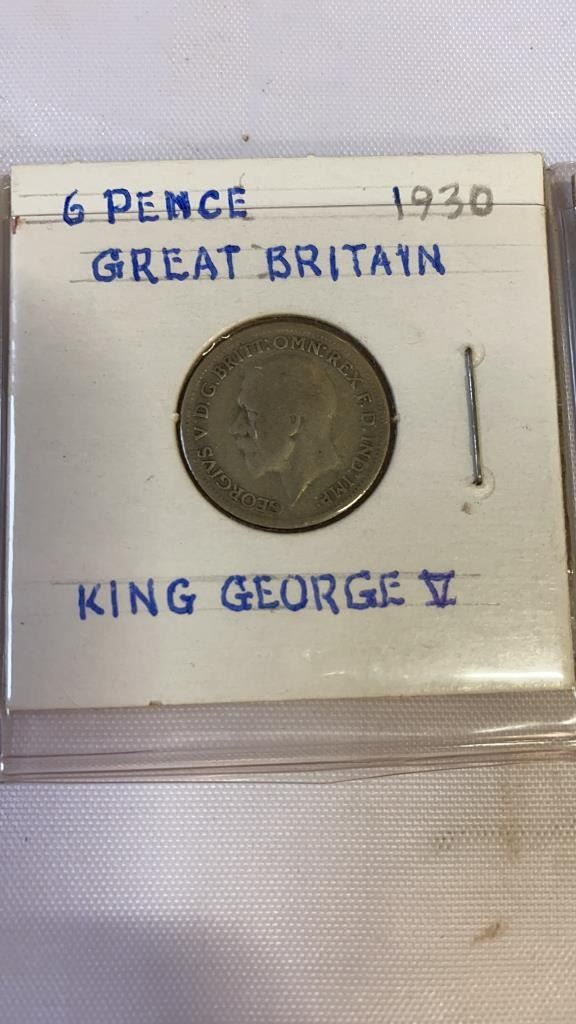 6 PENCE 1930
GREAT BRITAIN
GEORGIVS V D. G. BRITT: OMN: REX F. D. IND: IMP:
KING GEORGE V